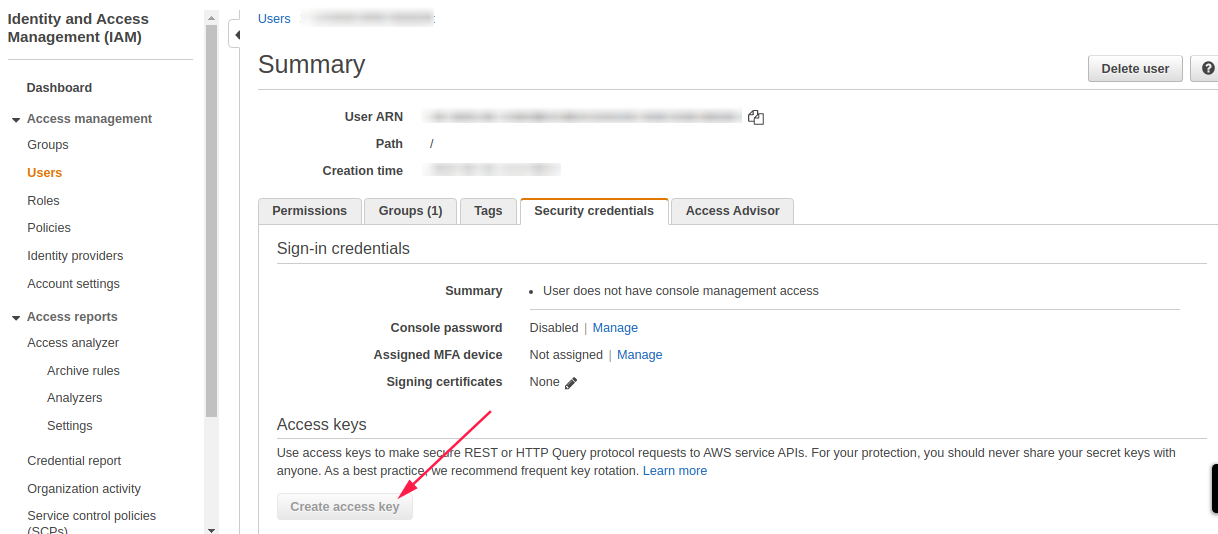 Identity and Access
Management (IAM)
Dashboard
Access management
Groups
Users
Roles
Policies
Identity providers
Account settings
Access reports
Access analyzer
Archive rules
Analyzers
Settings
Credential report
Organization activity
Service control policies
(SCPs)
Users
Summary
Delete user
?
User ARN
Path /
Creation time
Permissions Groups (1) Tags Security credentials Access Advisor
Sign-in credentials
Summary • User does not have console management access
Console password Disabled | Manage
Assigned MFA device Not assigned | Manage
Signing certificates None
Access keys
Use access keys to make secure REST or HTTP Query protocol requests to AWS service APIs. For your protection, you should never share your secret keys with
anyone. As a best practice, we recommend frequent key rotation. Learn more
Create access key